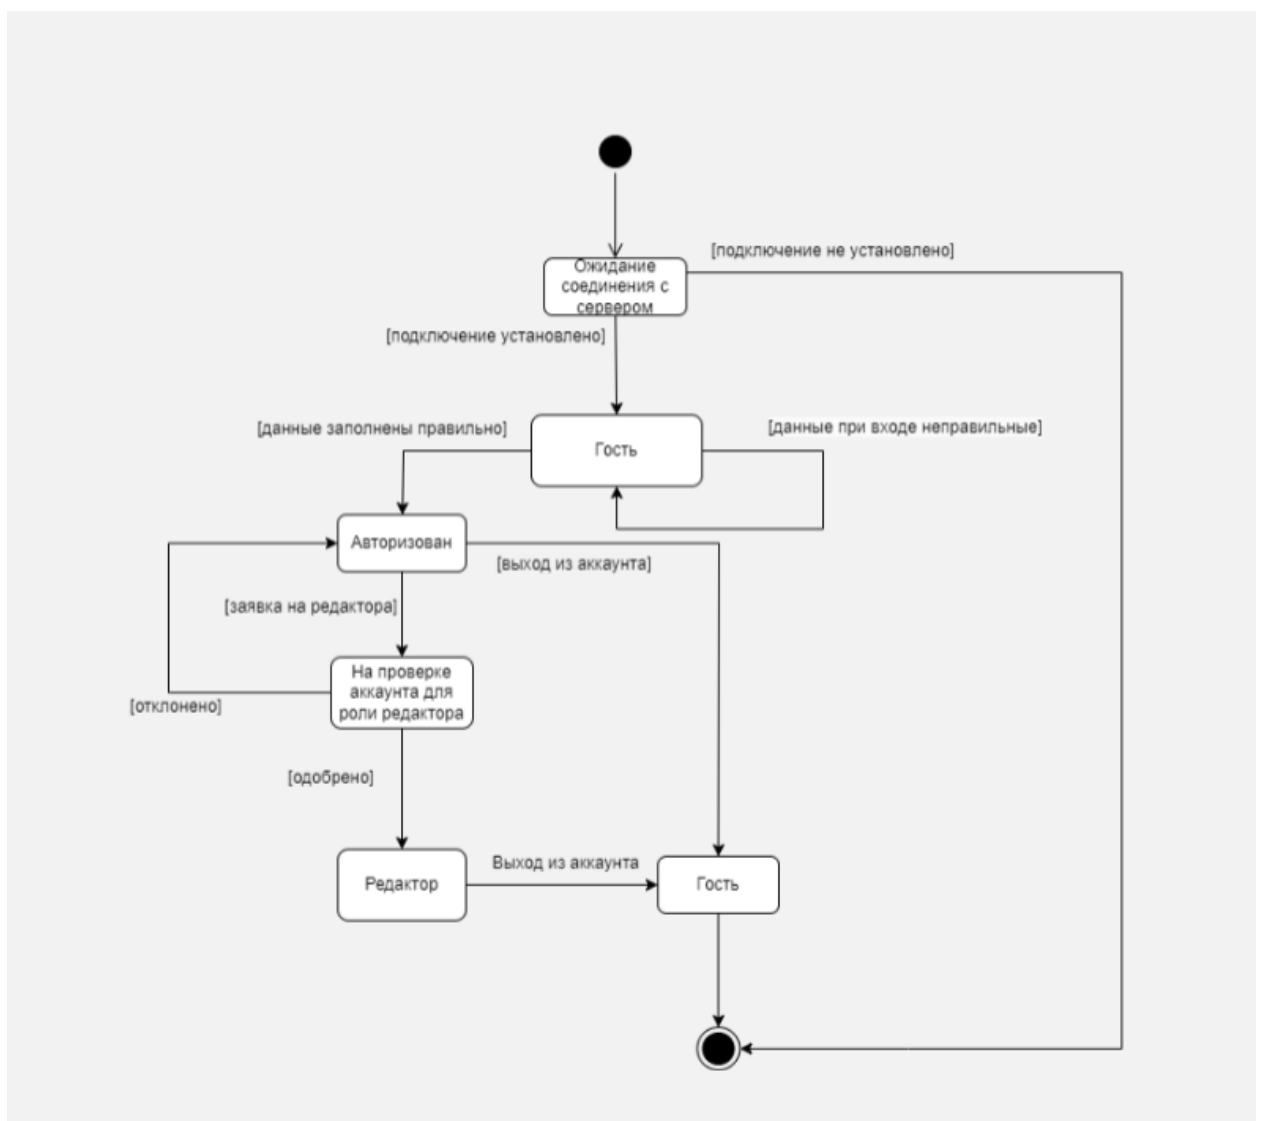 [подключение не установлено]
Ожидание
соединения с
сервером
[подключение установлено]
[данные заполнены правильно]
Гость
[данные при входе неправильные]
Авторизован
[выход из аккаунта]
[заявка на редактора]
На проверке
аккаунта для
роли редактора
[отклонено]
[одобрено]
Редактор
Выход из аккаунта
Гость